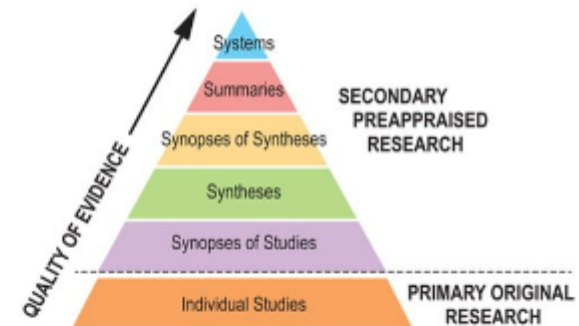 Systems
Summaries
Synopses of Syntheses
Syntheses
Synopses of Studies
Individual Studies
QUALITY OF EVIDENCE
SECONDARY
PREAPPRAISED
RESEARCH
PRIMARY ORIGINAL
RESEARCH